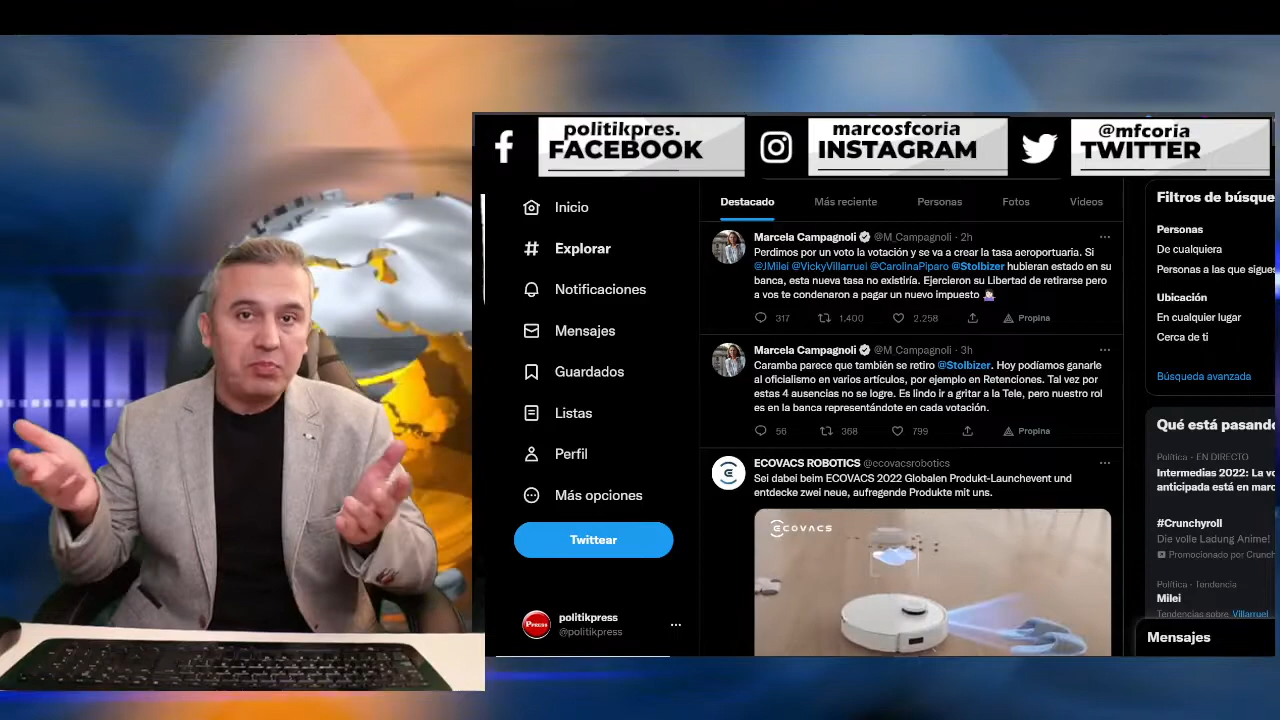 politikpres.
FACEBOOK
marcosfcoria
INSTAGRAM
@mfcoria
TWITTER
Inicio
Explorar
Notificaciones
Mensajes
Guardados
Listas
Perfil
Más opciones
Twittear
PPRESS
politikpress
@politikpress
Destacado
Más reciente
Personas
Fotos
Videos
Marcela Campagnoli @M_Campagnoli · 2h
Perdimos por un voto la votación y se va a crear la tasa aeroportuaria. Si
@JMilei @VickyVillarruel @CarolinaPiparo @Stolbizer hubieran estado en su
banca, esta nueva tasa no existiría. Ejercieron su Libertad de retirarse pero
a vos te condenaron a pagar un nuevo impuesto 🤷🏻‍♀️
317 1.400 2.258 Propina
Marcela Campagnoli @M_Campagnoli · 3h
Caramba parece que también se retiro @Stolbizer. Hoy podíamos ganarle
al oficialismo en varios artículos, por ejemplo en Retenciones. Tal vez por
estas 4 ausencias no se logre. Es lindo ir a gritar a la Tele, pero nuestro rol
es en la banca representándote en cada votación.
56 368 799 Propina
ECOVACS ROBOTICS @ecovacsrobotics
Sei dabei beim ECOVACS 2022 Globalen Produkt-Launchevent und
entdecke zwei neue, aufregende Produkte mit uns.
ECOVACS
Filtros de búsque
Personas
De cualquiera
Personas a las que sigues
Ubicación
En cualquier lugar
Cerca de ti
Búsqueda avanzada
Qué está pasando
Política · EN DIRECTO
Intermedias 2022: La vo
anticipada está en marc
#Crunchyroll
Die volle Ladung Anime!
Promocionado por Crunch
Política · Tendencia
Milei
Tendencias sobre Villarruel
Mensajes